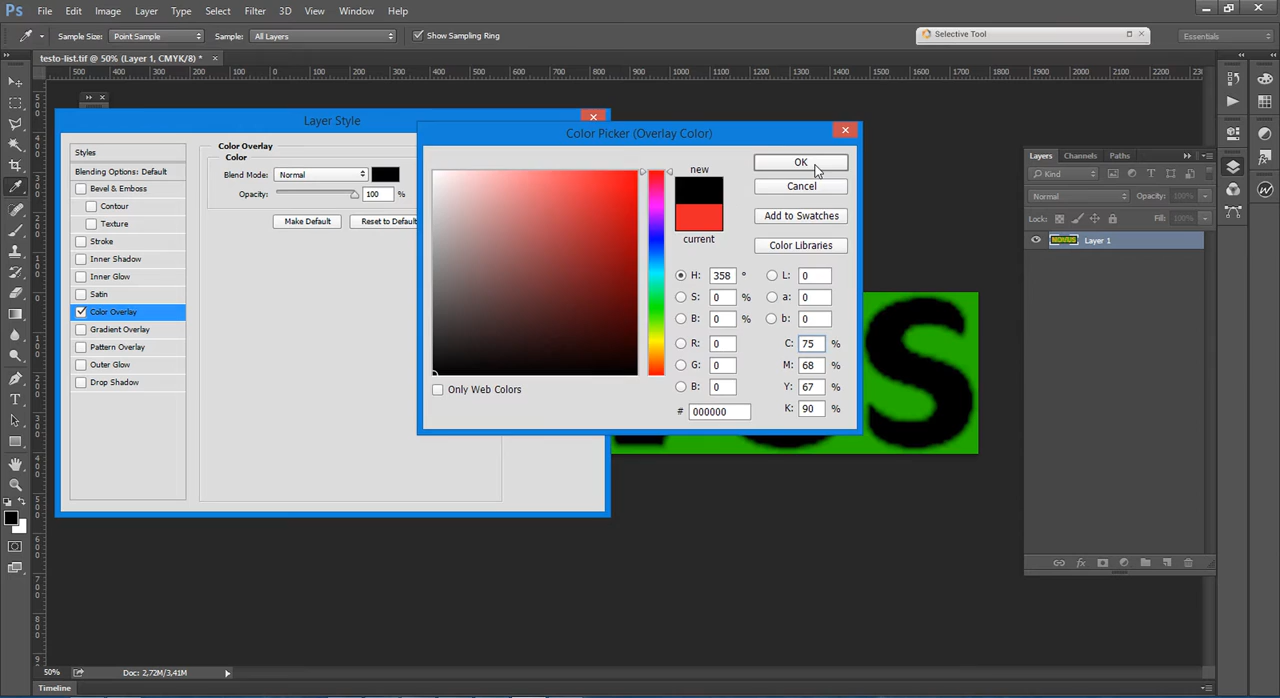 Ps File Edit Image Layer Type Select Filter 3D View Window Help
Sample Size: Point Sample Sample: All Layers Show Sampling Ring Selective Tool Essentials
testo-list.tif @ 50% (Layer 1, CMYK/8) * ×
500 400 300 200 100 0 100 200 300 400 500 600 700 800 900 1000 1100 1200 1300 1400 1500 1600 1700 1800 1900 2000 2100 2200
Layer Style
Styles
Blending Options: Default
Bevel & Emboss
Contour
Texture
Stroke
Inner Shadow
Inner Glow
Satin
Color Overlay
Gradient Overlay
Pattern Overlay
Outer Glow
Drop Shadow
Color Overlay
Color
Blend Mode: Normal
Opacity: 100 %
Make Default Reset to Default
Color Picker (Overlay Color)
new
current
OK
Cancel
Add to Swatches
Color Libraries
H: 358 ° L: 0
S: 0 % a: 0
B: 0 % b: 0
R: 0 C: 75 %
G: 0 M: 68 %
B: 0 Y: 67 %
# 000000 K: 90 %
Only Web Colors
Layers Channels Paths
Kind
Normal Opacity: 100%
Lock: Fill: 100%
Layer 1
S
50% Doc: 2,72M/3,41M
Timeline